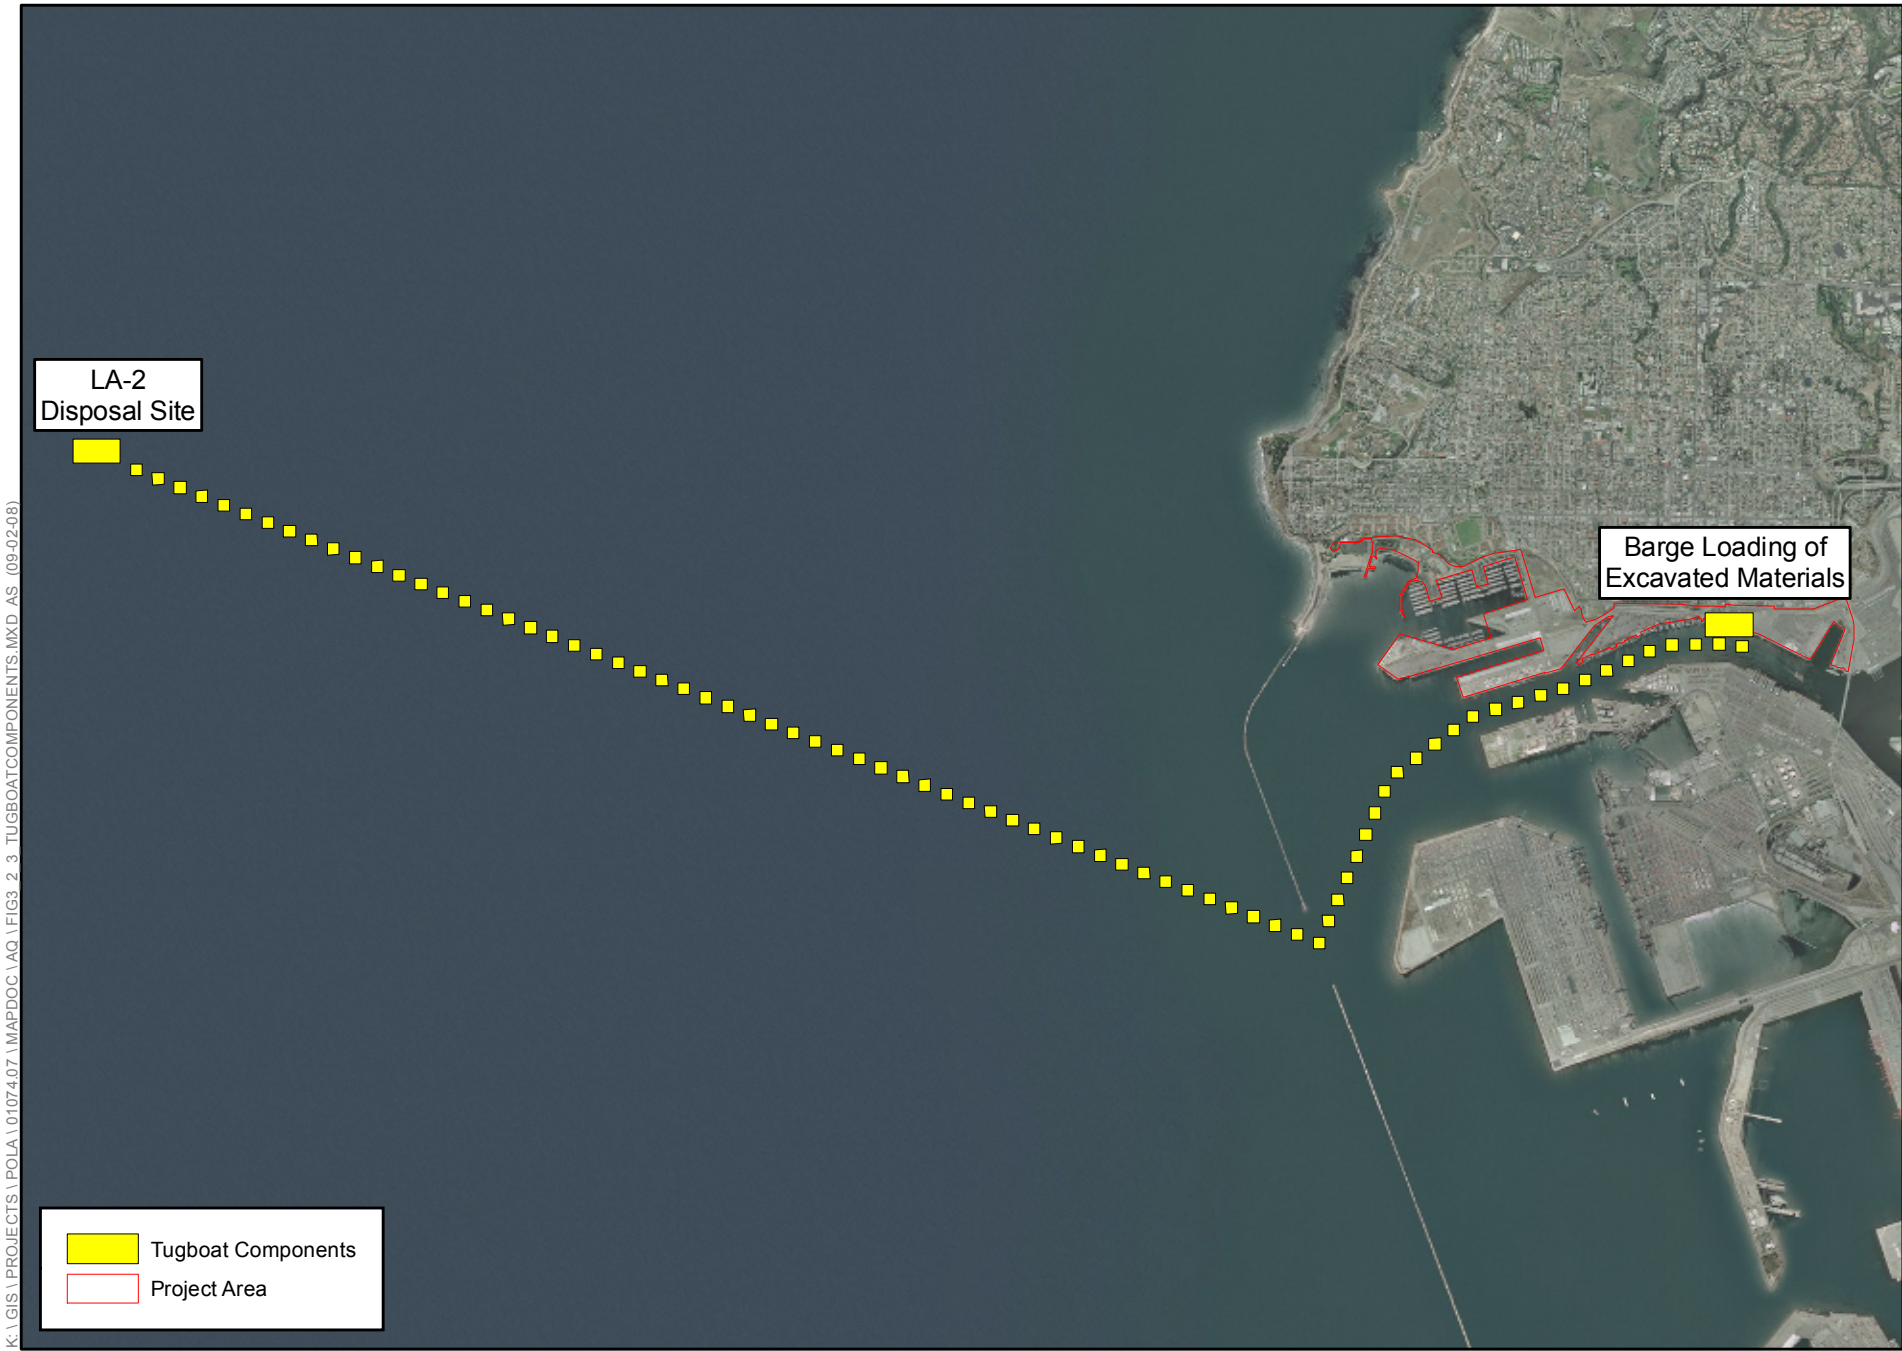 LA-2
Disposal Site
Barge Loading of
Excavated Materials
Tugboat Components
Project Area
K: \ GIS \ PROJECTS \ POLA \ 01074.07 \ MAPDOC \ AQ \ FIG3_2_3_TUGBOATCOMPONENTS.MXD AS (09-02-08)